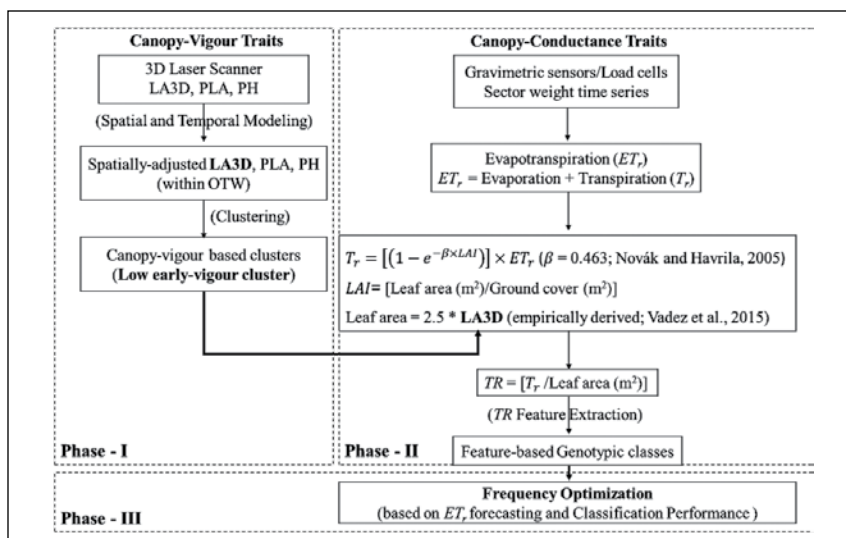 Canopy-Vigour Traits
3D Laser Scanner
LA3D, PLA, PH
(Spatial and Temporal Modeling)
Spatially-adjusted LA3D, PLA, PH
(within OTW)
(Clustering)
Canopy-vigour based clusters
(Low early-vigour cluster)
Phase - I
Canopy-Conductance Traits
Gravimetric sensors/Load cells
Sector weight time series
Evapotranspiration (ETᵣ)
ETᵣ = Evaporation + Transpiration (Tᵣ)
Tᵣ = [(1 − e^{−β×LAI})] × ETᵣ (β = 0.463; Novák and Havrila, 2005)
LAI= [Leaf area (m²)/Ground cover (m²)]
Leaf area = 2.5 * LA3D (empirically derived; Vadez et al., 2015)
TR = [Tᵣ /Leaf area (m²)]
(TR Feature Extraction)
Feature-based Genotypic classes
Phase - II
Frequency Optimization
(based on ETᵣ forecasting and Classification Performance )
Phase - III